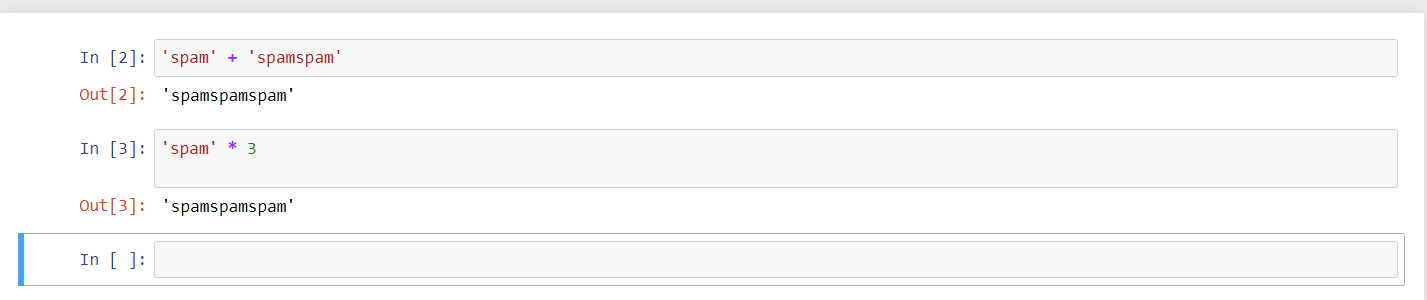 In [2]: 'spam' + 'spamspam'
Out[2]: 'spamspamspam'
In [3]: 'spam' * 3
Out[3]: 'spamspamspam'
In [ ]: